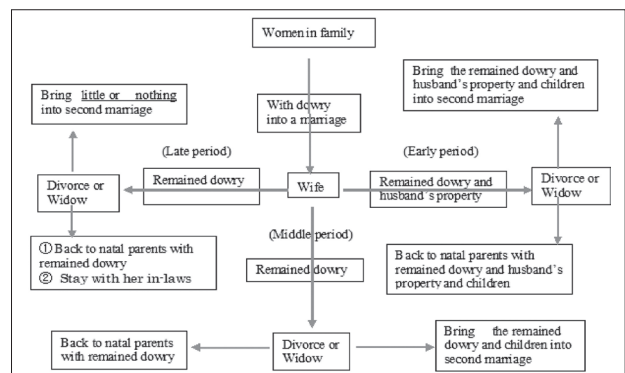 Women in family
Bring the remained dowry and
husband's property and children
into second marriage
Bring little or nothing
into second marriage
With dowry
into a marriage
(Late period)
(Early period)
Divorce or
Widow
Remained dowry
Wife
Remained dowry and
husband's property
Divorce or
Widow
(Middle period)
① Back to natal parents with
remained dowry
② Stay with her in-laws
Remained dowry
Back to natal parents with
remained dowry and husband's
property and children
Back to natal parents
with remained dowry
Divorce or
Widow
Bring the remained
dowry and children into
second marriage